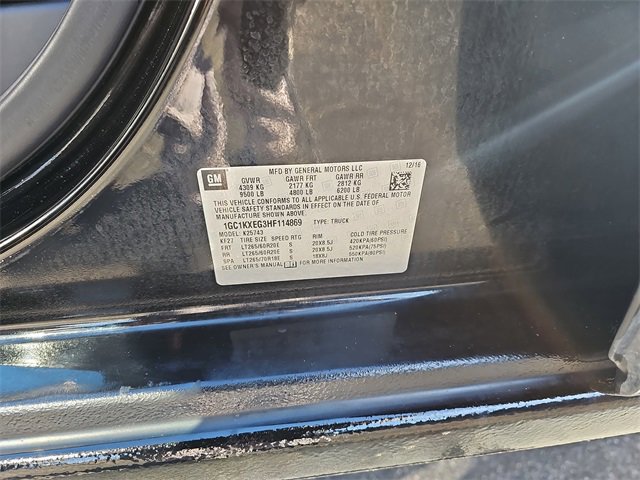 MFD BY GENERAL MOTORS LLC 12/16
GM GVWR GAWR FRT GAWR RR
4309 KG 2177 KG 2812 KG
9500 LB 4800 LB 6200 LB
THIS VEHICLE CONFORMS TO ALL APPLICABLE U.S. FEDERAL MOTOR
VEHICLE SAFETY STANDARDS IN EFFECT ON THE DATE OF
MANUFACTURE SHOWN ABOVE.
1GC1KXEG3HF114869 TYPE: TRUCK
MODEL: K25743
KF27 TIRE SIZE SPEED RTG RIM COLD TIRE PRESSURE
FRT LT265/60R20E S 20X8.5J 420KPA(60PSI)
RR LT265/60R20E S 20X8.5J 520KPA(75PSI)
SPA LT265/70R18E S 18X8J 550KPA(80PSI)
SEE OWNER'S MANUAL FOR MORE INFORMATION.